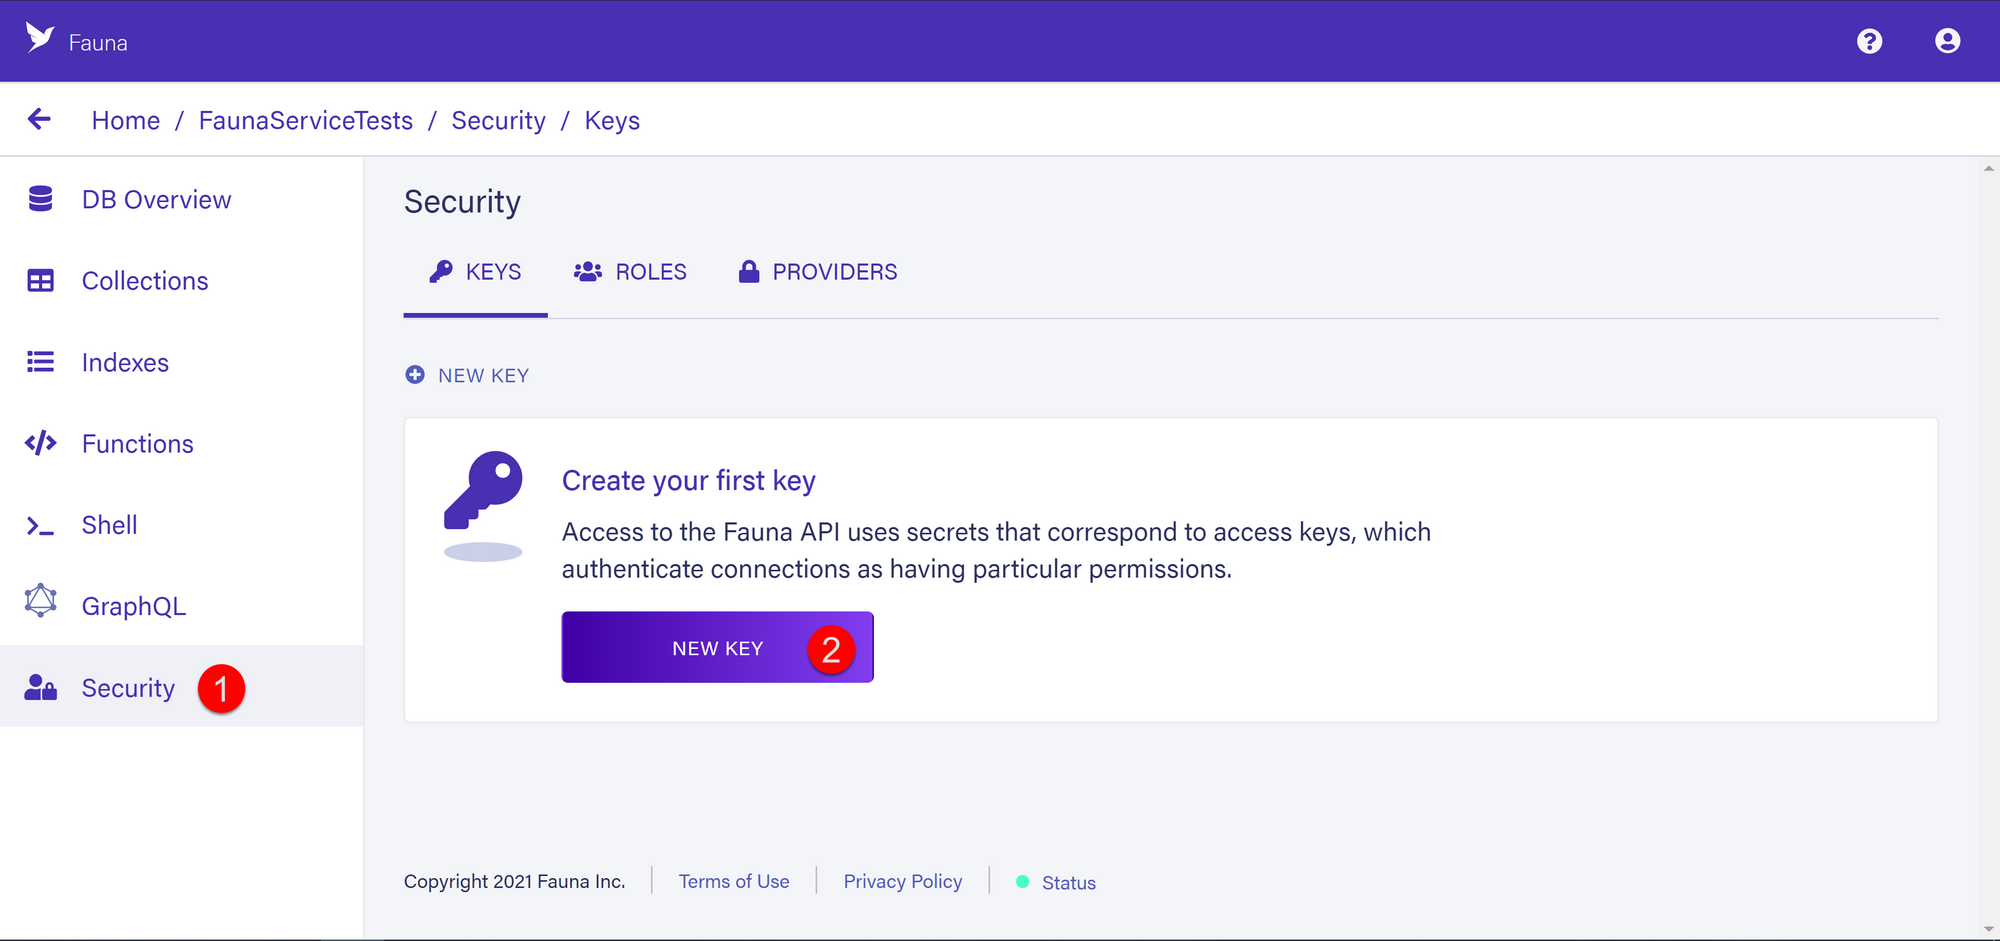 Fauna
Home / FaunaServiceTests / Security / Keys
DB Overview
Collections
Indexes
Functions
Shell
GraphQL
Security 1
Security
KEYS ROLES PROVIDERS
NEW KEY
Create your first key
Access to the Fauna API uses secrets that correspond to access keys, which
authenticate connections as having particular permissions.
NEW KEY 2
Copyright 2021 Fauna Inc. Terms of Use Privacy Policy Status